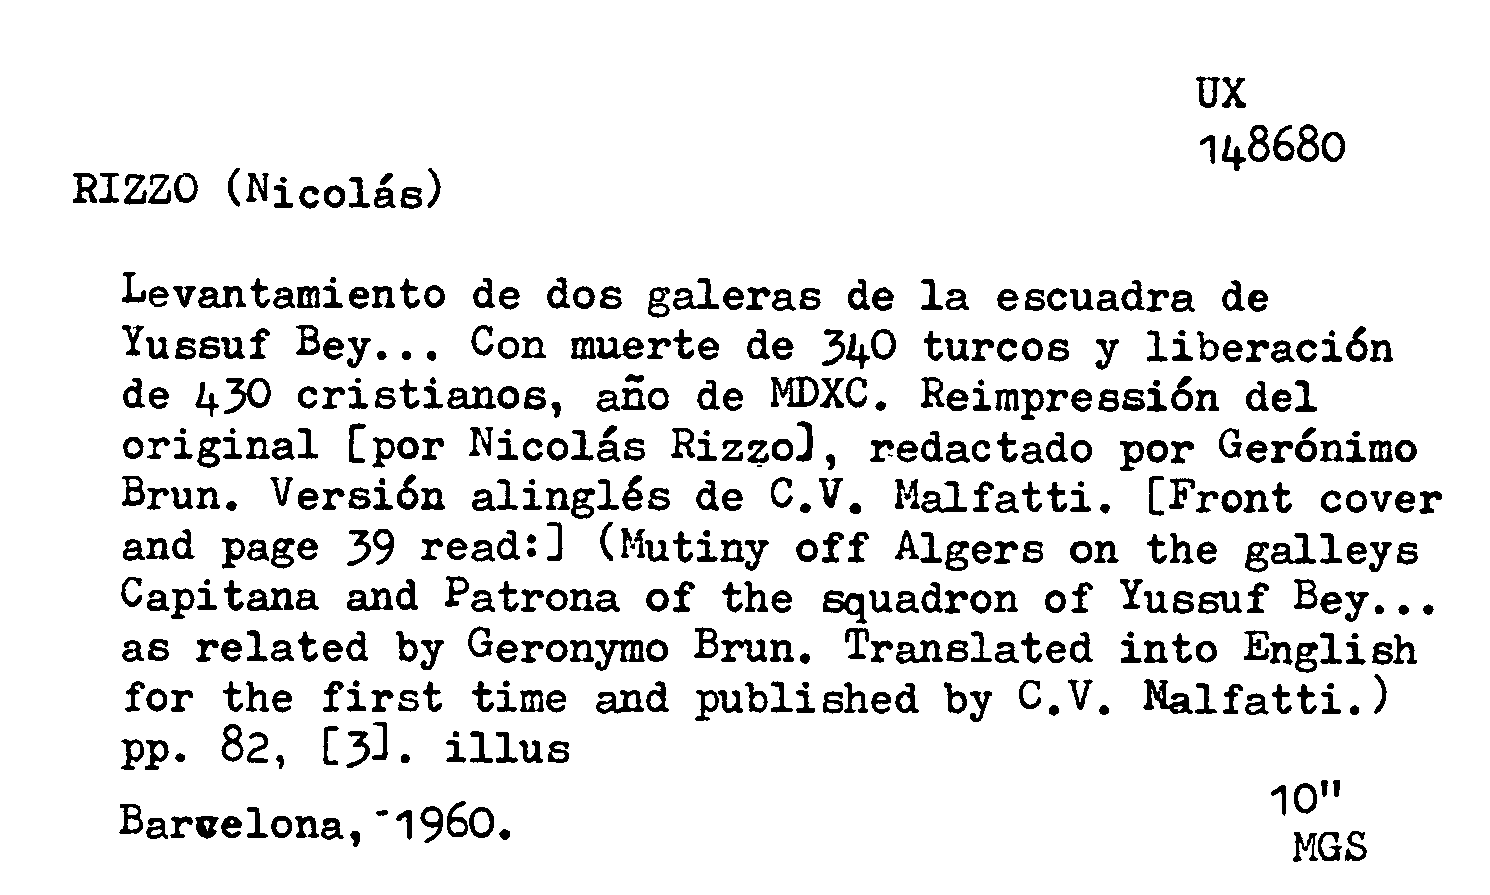 UX
148680
RIZZO (Nicolás)
Levantamiento de dos galeras de la escuadra de
Yussuf Bey... Con muerte de 340 turcos y liberación
de 430 cristianos, año de MDXC. Reimpressión del
original [por Nicolás Rizzo], redactado por Gerónimo
Brun. Versión alinglés de C.V. Malfatti. [Front cover
and page 39 read:] (Mutiny off Algers on the galleys
Capitana and Patrona of the squadron of Yussuf Bey...
as related by Geronymo Brun. Translated into English
for the first time and published by C.V. Malfatti.)
pp. 82, [3]. illus
Barcelona, 1960.
10"
MGS